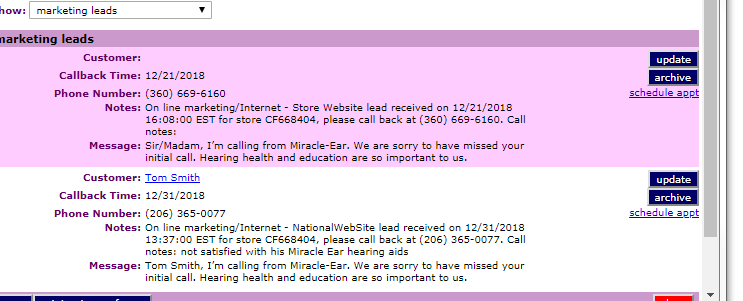 how: marketing leads
marketing leads
Customer:
update
Callback Time: 12/21/2018
archive
Phone Number: (360) 669-6160
schedule appt
Notes: On line marketing/Internet - Store Website lead received on 12/21/2018
16:08:00 EST for store CF668404, please call back at (360) 669-6160. Call
notes:
Message: Sir/Madam, I'm calling from Miracle-Ear. We are sorry to have missed your
initial call. Hearing health and education are so important to us.
Customer: Tom Smith
update
Callback Time: 12/31/2018
archive
Phone Number: (206) 365-0077
schedule appt
Notes: On line marketing/Internet - NationalWebSite lead received on 12/31/2018
13:37:00 EST for store CF668404, please call back at (206) 365-0077. Call
notes: not satisfied with his Miracle Ear hearing aids
Message: Tom Smith, I'm calling from Miracle-Ear. We are sorry to have missed your
initial call. Hearing health and education are so important to us.